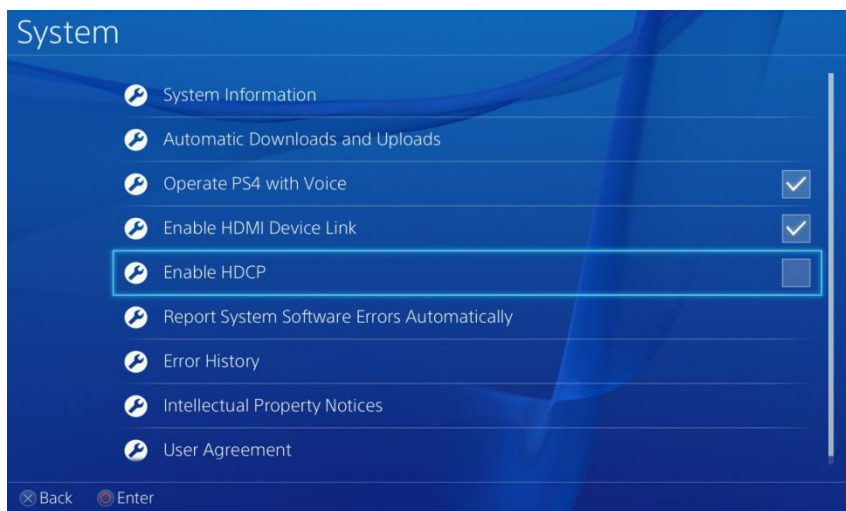 System
System Information
Automatic Downloads and Uploads
Operate PS4 with Voice
Enable HDMI Device Link
Enable HDCP
Report System Software Errors Automatically
Error History
Intellectual Property Notices
User Agreement
Back Enter